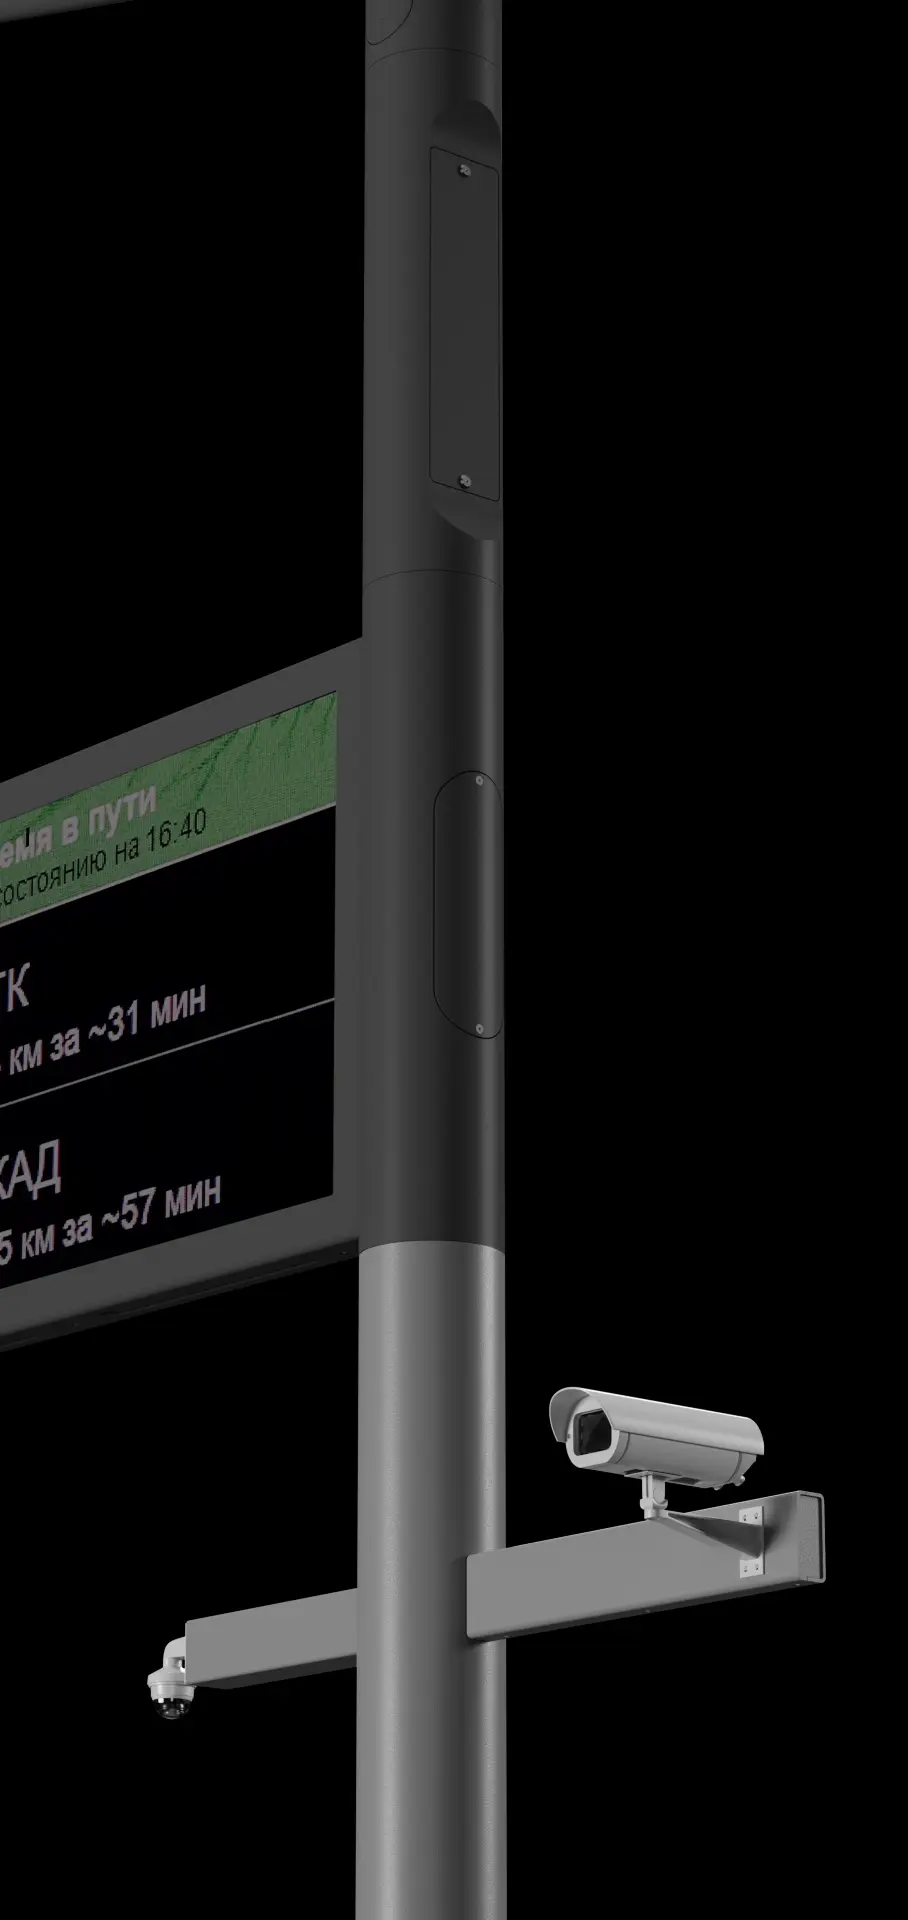 емя в пути
состоянию на 16:40
ТК
км за ~31 мин
КАД
5 км за ~57 мин